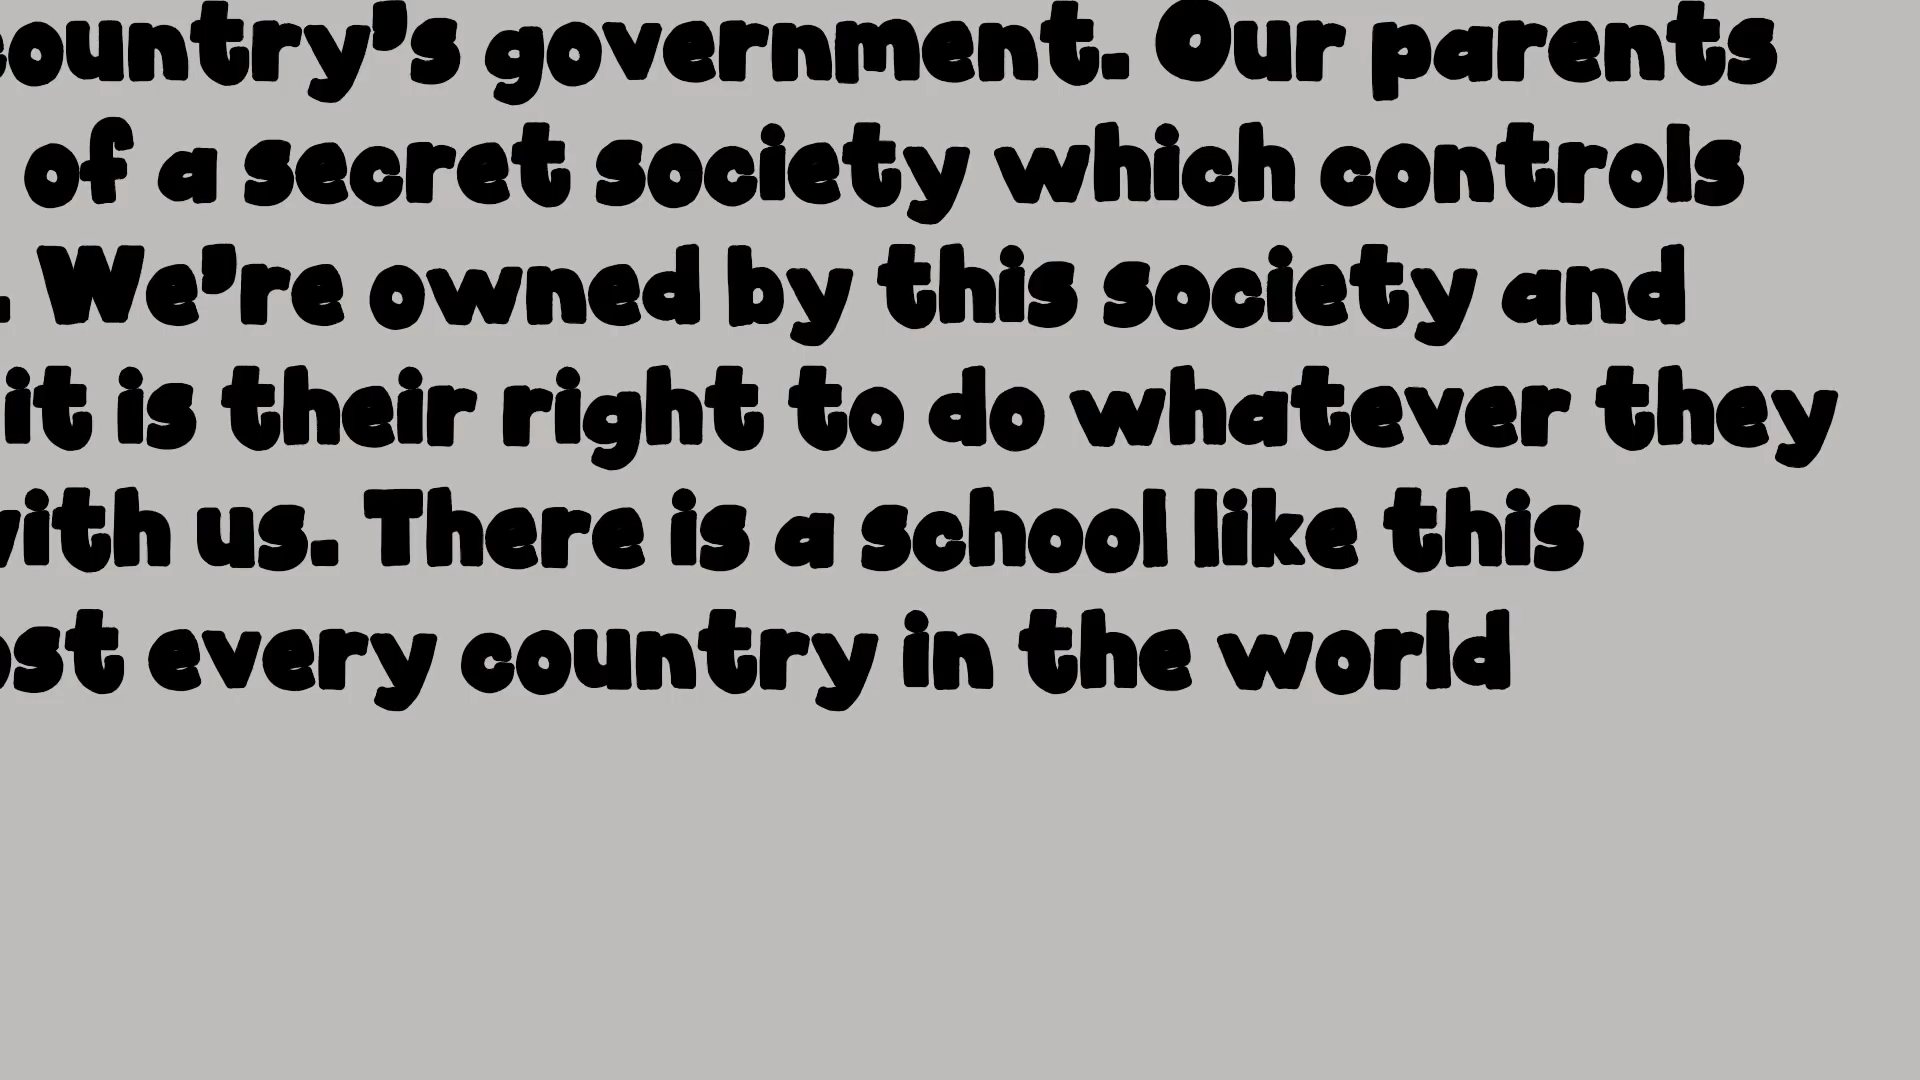 country's government. Our parents
of a secret society which controls
. We're owned by this society and
it is their right to do whatever they
with us. There is a school like this
every country in the world